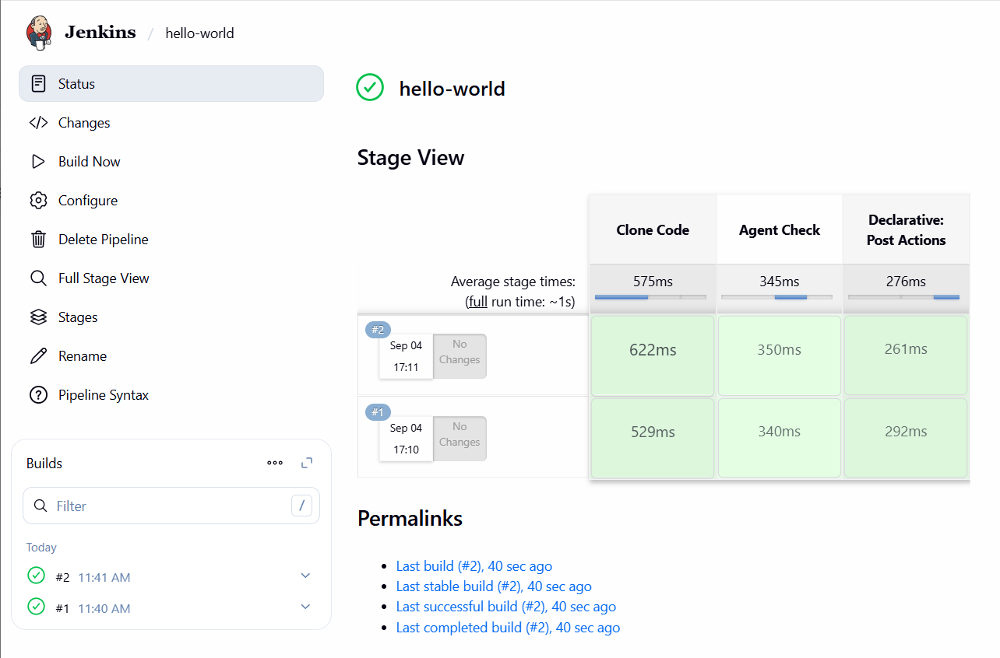 Jenkins / hello-world
Status
Changes
Build Now
Configure
Delete Pipeline
Full Stage View
Stages
Rename
Pipeline Syntax
Builds
Filter /
Today
#2 11:41 AM
#1 11:40 AM
hello-world
Stage View
Clone Code
Agent Check
Declarative:
Post Actions
Average stage times:
(full run time: ~1s)
575ms
345ms
276ms
#2
Sep 04
17:11
No
Changes
622ms
350ms
261ms
#1
Sep 04
17:10
No
Changes
529ms
340ms
292ms
Permalinks
Last build (#2), 40 sec ago
Last stable build (#2), 40 sec ago
Last successful build (#2), 40 sec ago
Last completed build (#2), 40 sec ago